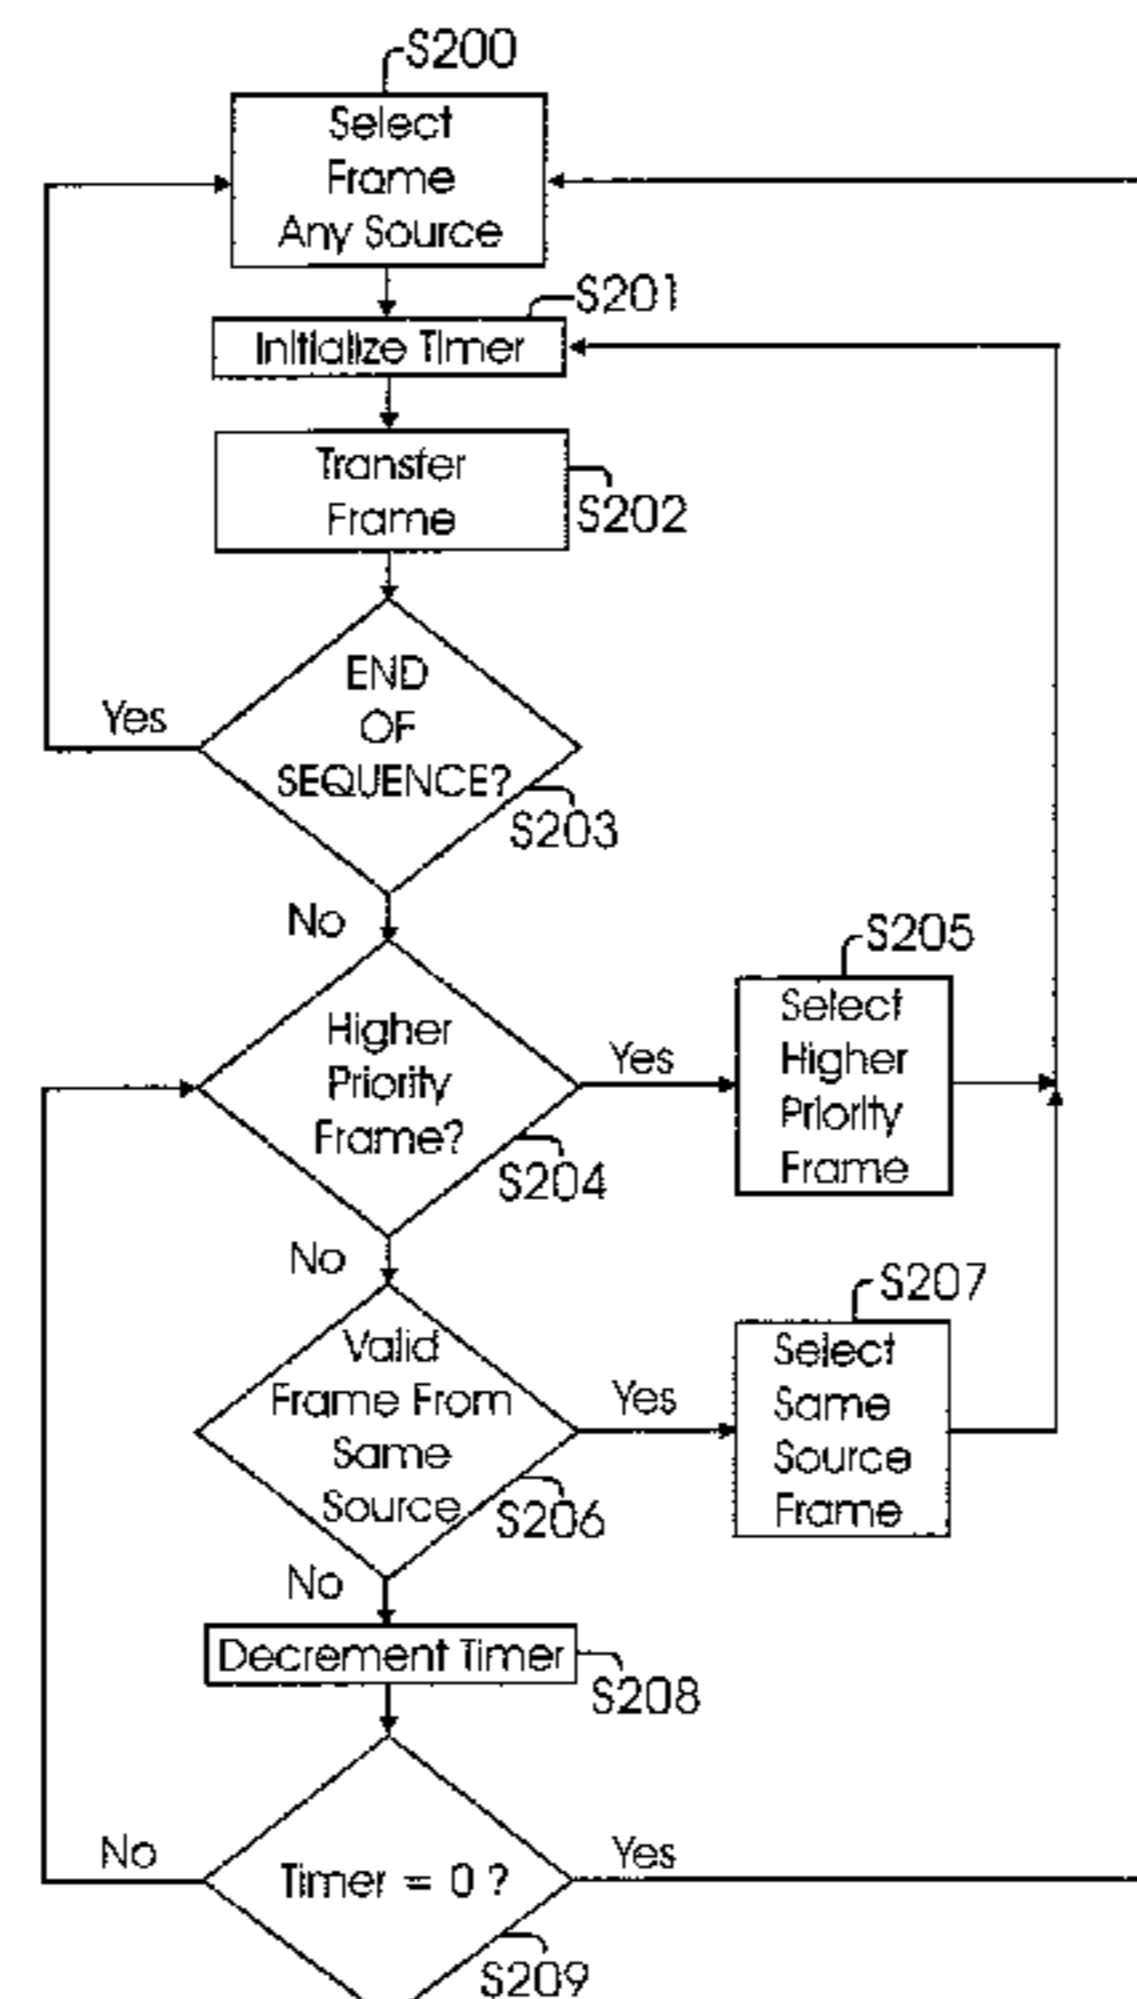 S200
Select
Frame
Any Source
S201
Initialize Timer
Transfer
Frame
S202
END
OF
SEQUENCE?
Yes
S203
No
S205
Higher
Priority
Frame?
Yes
Select
Higher
Priority
Frame
S204
No
S207
Valid
Frame From
Same
Source
Yes
Select
Same
Source
Frame
S206
No
Decrement Timer
S208
No
Timer = 0 ?
Yes
S209